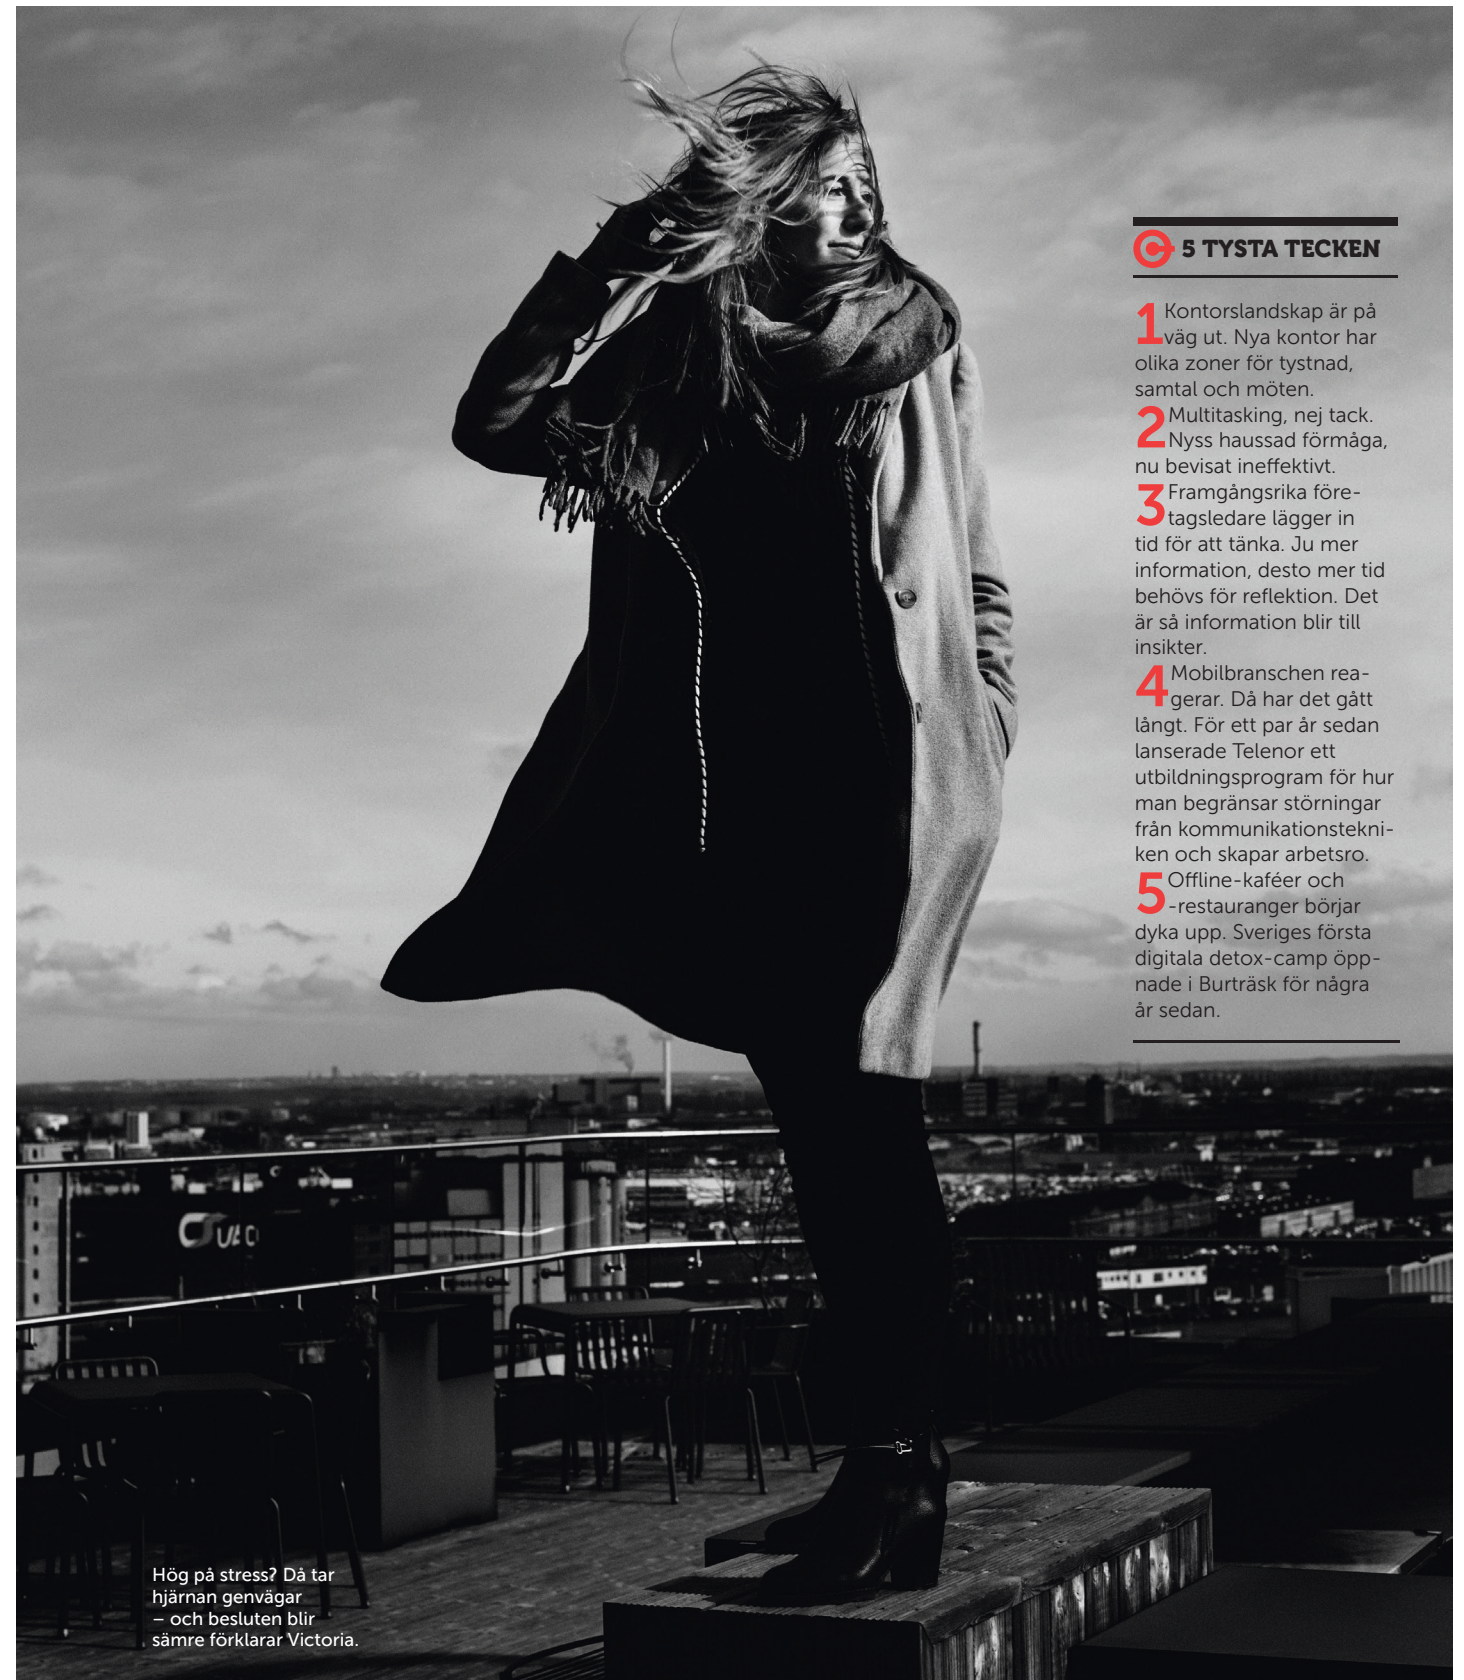 5 TYSTA TECKEN
1 Kontorslandskap är på
väg ut. Nya kontor har
olika zoner för tystnad,
samtal och möten.
2 Multitasking, nej tack.
Nyss haussad förmåga,
nu bevisat ineffektivt.
3 Framgångsrika före-
tagsledare lägger in
tid för att tänka. Ju mer
information, desto mer tid
behövs för reflektion. Det
är så information blir till
insikter.
4 Mobilbranschen rea-
gerar. Då har det gått
långt. För ett par år sedan
lanserade Telenor ett
utbildningsprogram för hur
man begränsar störningar
från kommunikationstekni-
ken och skapar arbetsro.
5 Offline-kaféer och
-restauranger börjar
dyka upp. Sveriges första
digitala detox-camp öpp-
nade i Burträsk för några
år sedan.
Hög på stress? Då tar
hjärnan genvägar
– och besluten blir
sämre förklarar Victoria.